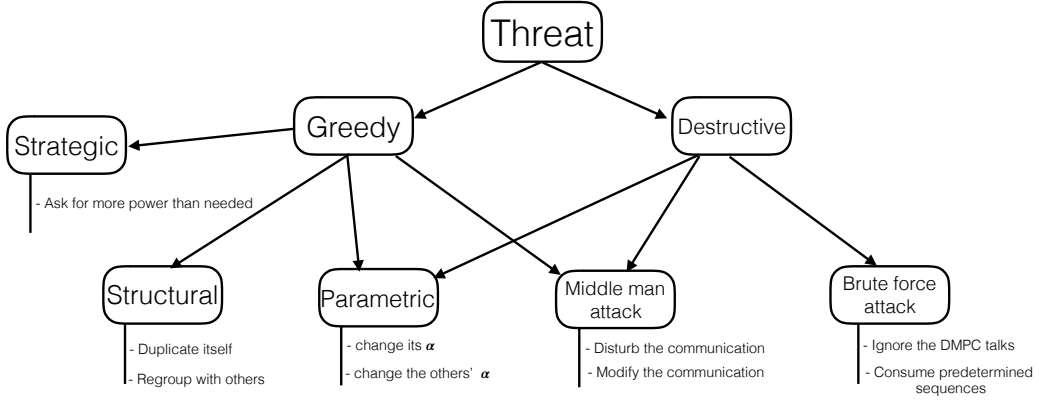 Threat
Greedy
Destructive
Strategic
- Ask for more power than needed
Structural
- Duplicate itself
- Regroup with others
Parametric
- change its α
- change the others' α
Middle man
attack
- Disturb the communication
- Modify the communication
Brute force
attack
- Ignore the DMPC talks
- Consume predetermined
sequences